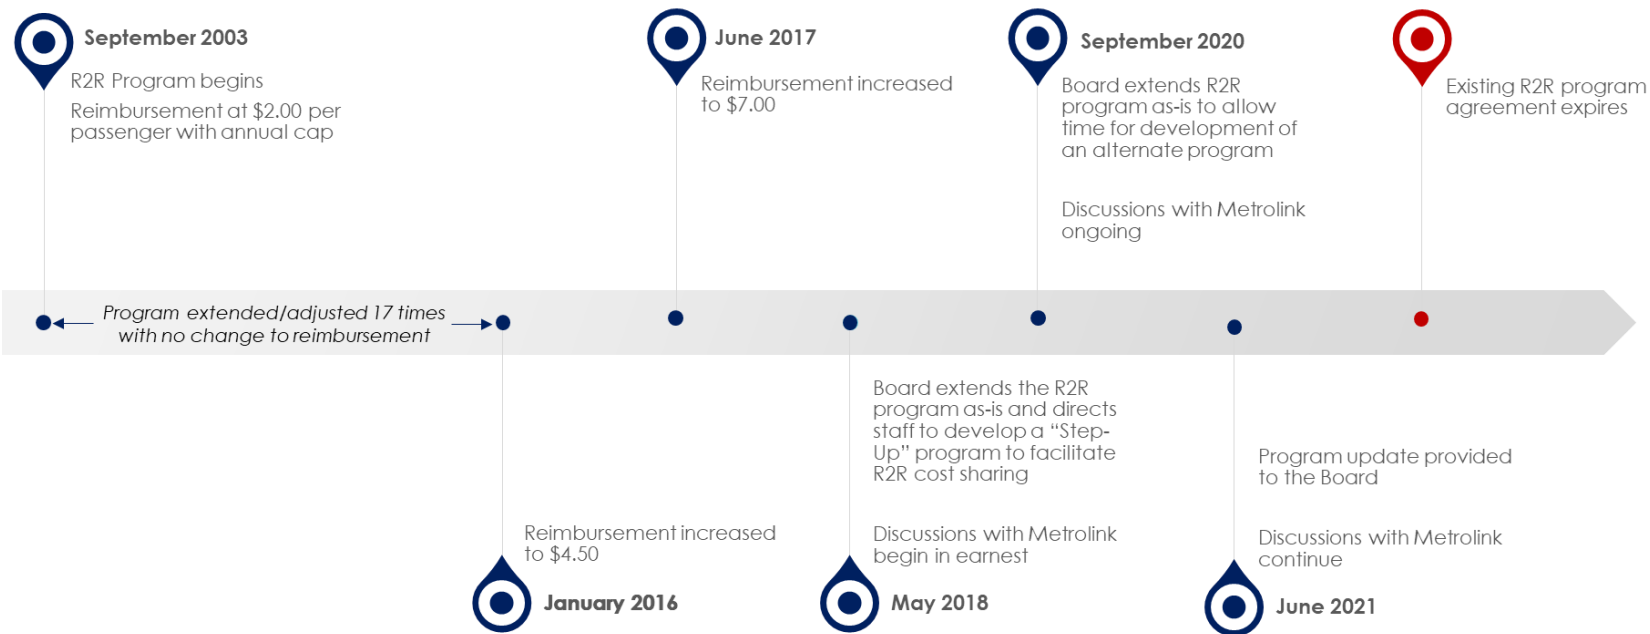 September 2003
R2R Program begins
Reimbursement at $2.00 per
passenger with annual cap
June 2017
Reimbursement increased
to $7.00
September 2020
Board extends R2R
program as-is to allow
time for development of
an alternate program
Discussions with Metrolink
ongoing
Existing R2R program
agreement expires
Program extended/adjusted 17 times
with no change to reimbursement
Reimbursement increased
to $4.50
January 2016
Board extends the R2R
program as-is and directs
staff to develop a “Step-
Up” program to facilitate
R2R cost sharing
Discussions with Metrolink
begin in earnest
May 2018
Program update provided
to the Board
Discussions with Metrolink
continue
June 2021